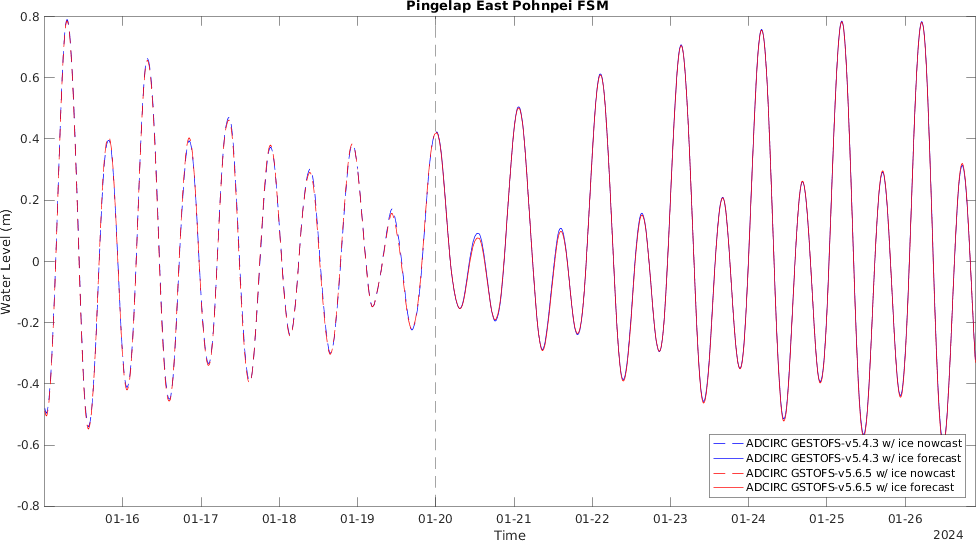 Pingelap East Pohnpei FSM
0.8
0.6
0.4
0.2
0
-0.2
-0.4
-0.6
-0.8
Water Level (m)
ADCIRC GESTOFS-v5.4.3 w/ ice nowcast
ADCIRC GESTOFS-v5.4.3 w/ ice forecast
ADCIRC GSTOFS-v5.6.5 w/ ice nowcast
ADCIRC GSTOFS-v5.6.5 w/ ice forecast
01-16 01-17 01-18 01-19 01-20 01-21 01-22 01-23 01-24 01-25 01-26
Time
2024